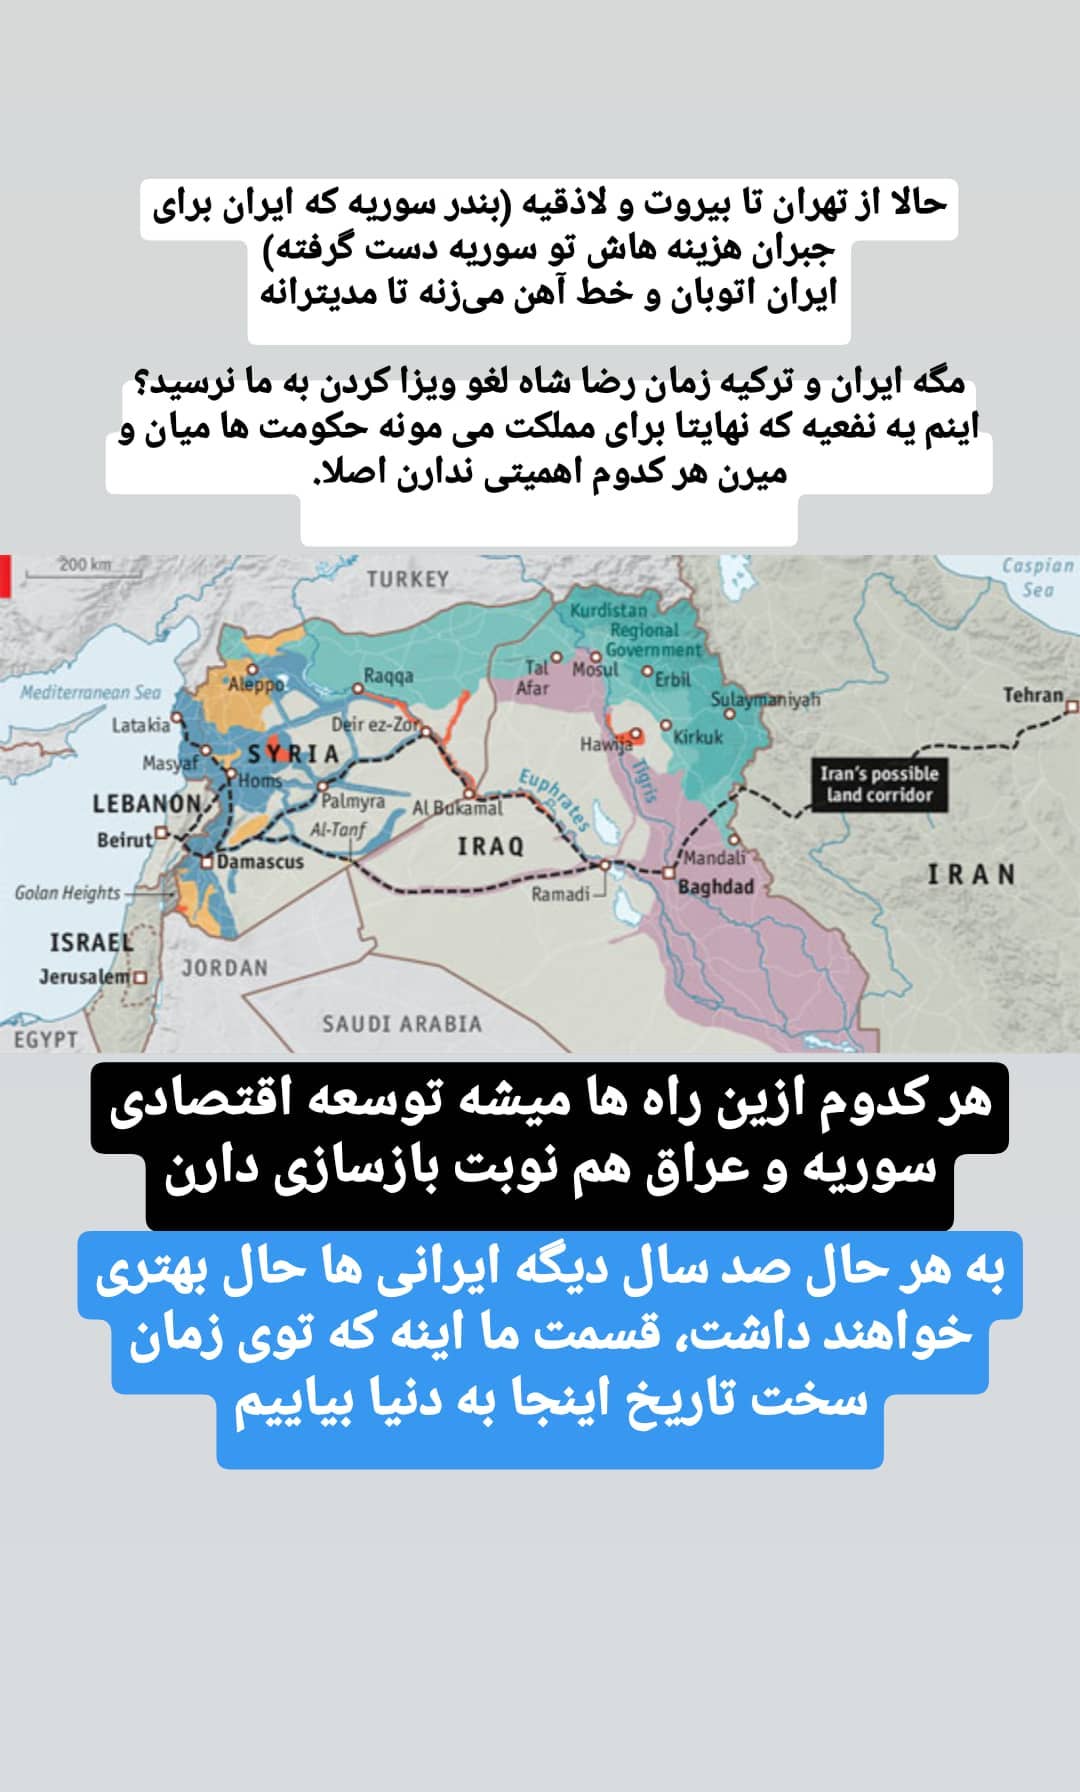 حالا از تهران تا بیروت و لاذقیه (بندر سوریه که ایران برای
جبران هزینه هاش تو سوریه دست گرفته)
ایران اتوبان و خط آهن می‌زنه تا مدیترانه
مگه ایران و ترکیه زمان رضا شاه لغو ویزا کردن به ما نرسید؟
اینم یه نفعیه که نهایتا برای مملکت می مونه حکومت ها میان و
میرن هر کدوم اهمیتی ندارن اصلا.
200 km
TURKEY
Caspian
Sea
Kurdistan
Regional
Government
Mediterranean Sea
Aleppo
Raqqa
Tal
Afar
Mosul
Erbil
Sulaymaniyah
Tehran
Latakia
Deir ez-Zor
Hawija
Kirkuk
Masyaf
SYRIA
Homs
Euphrates
Tigris
Iran's possible
land corridor
LEBANON
Palmyra
Al Bukamal
Beirut
Al-Tanf
IRAQ
Damascus
Mandali
IRAN
Golan Heights
Ramadi
Baghdad
ISRAEL
Jerusalem
JORDAN
SAUDI ARABIA
EGYPT
هر کدوم ازین راه ها میشه توسعه اقتصادی
سوریه و عراق هم نوبت بازسازی دارن
به هر حال صد سال دیگه ایرانی ها حال بهتری
خواهند داشت، قسمت ما اینه که توی زمان
سخت تاریخ اینجا به دنیا بیاییم